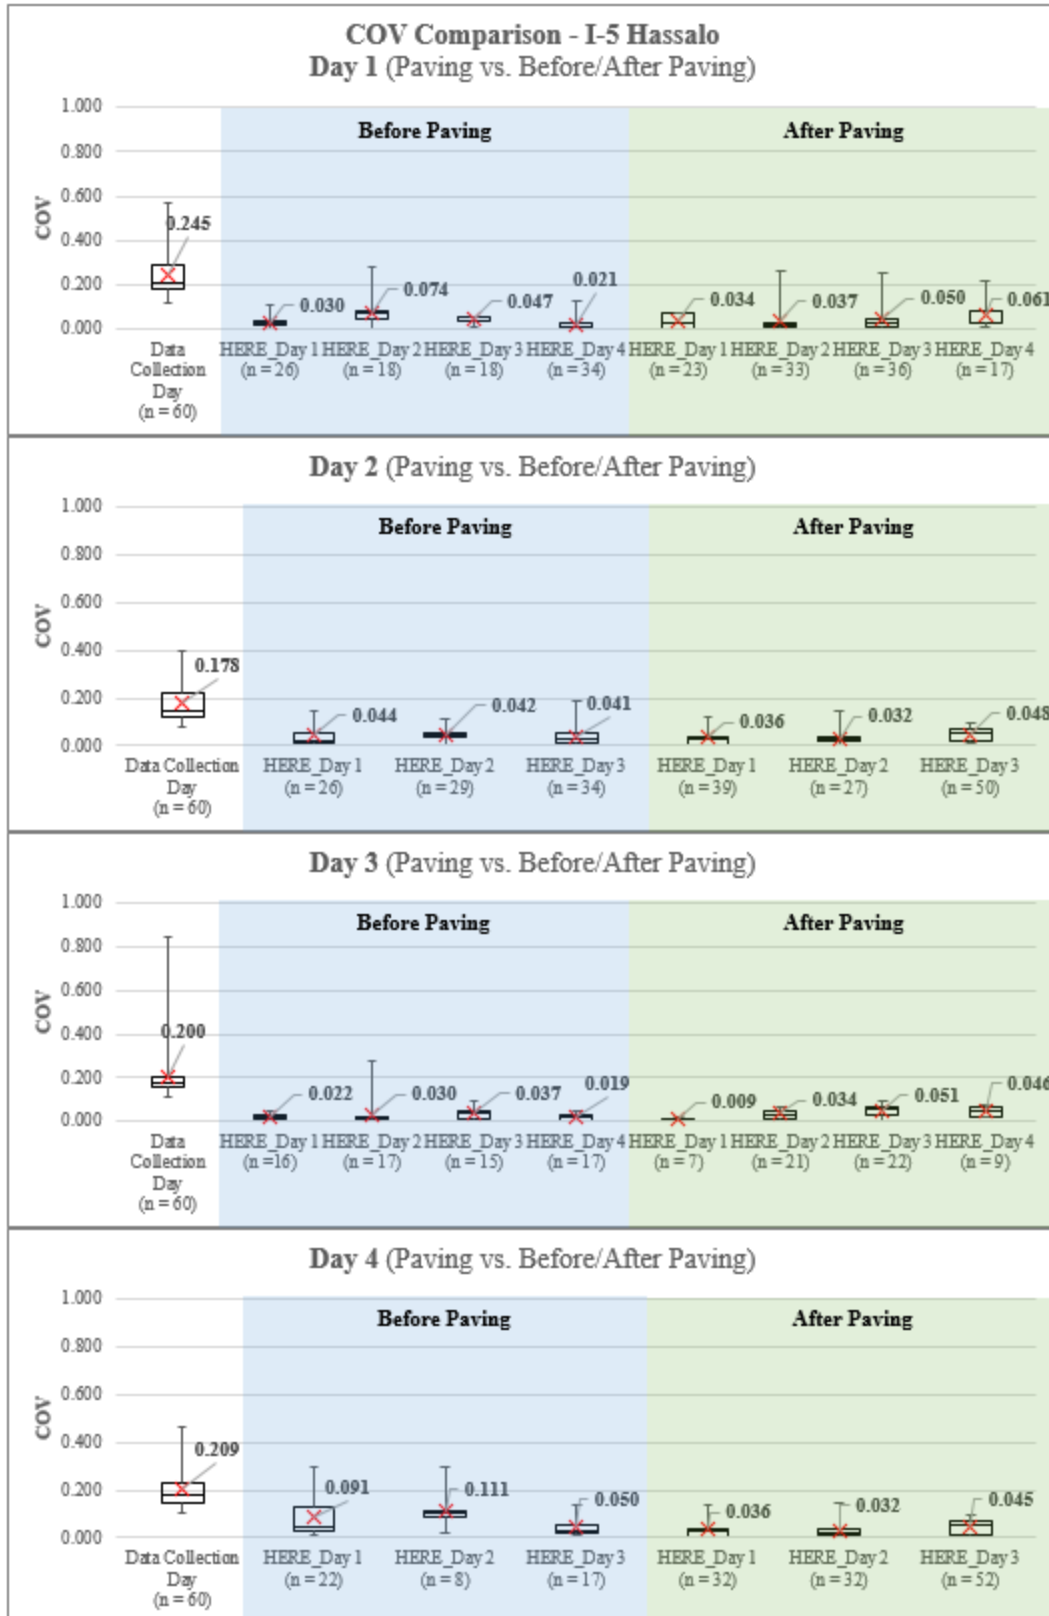 COV Comparison - I-5 Hassalo
Day 1 (Paving vs. Before/After Paving)
1.000
0.800
0.600
0.400
0.200
0.000
COV
Before Paving
After Paving
0.245
0.030
0.074
0.047
0.021
0.034
0.037
0.050
0.061
Data
Collection
Day
(n = 60)
HERE_Day 1
(n = 26)
HERE_Day 2
(n = 18)
HERE_Day 3
(n = 18)
HERE_Day 4
(n = 34)
HERE_Day 1
(n = 23)
HERE_Day 2
(n = 33)
HERE_Day 3
(n = 36)
HERE_Day 4
(n = 17)
Day 2 (Paving vs. Before/After Paving)
1.000
0.800
0.600
0.400
0.200
0.000
COV
Before Paving
After Paving
0.178
0.044
0.042
0.041
0.036
0.032
0.048
Data Collection
Day
(n = 60)
HERE_Day 1
(n = 26)
HERE_Day 2
(n = 29)
HERE_Day 3
(n = 34)
HERE_Day 1
(n = 39)
HERE_Day 2
(n = 27)
HERE_Day 3
(n = 50)
Day 3 (Paving vs. Before/After Paving)
1.000
0.800
0.600
0.400
0.200
0.000
COV
Before Paving
After Paving
0.200
0.022
0.030
0.037
0.019
0.009
0.034
0.051
0.046
Data
Collection
Day
(n = 60)
HERE_Day 1
(n =16)
HERE_Day 2
(n = 17)
HERE_Day 3
(n = 15)
HERE_Day 4
(n = 17)
HERE_Day 1
(n = 7)
HERE_Day 2
(n = 21)
HERE_Day 3
(n = 22)
HERE_Day 4
(n = 9)
Day 4 (Paving vs. Before/After Paving)
1.000
0.800
0.600
0.400
0.200
0.000
COV
Before Paving
After Paving
0.209
0.091
0.111
0.050
0.036
0.032
0.045
Data Collection
Day
(n = 60)
HERE_Day 1
(n = 22)
HERE_Day 2
(n = 8)
HERE_Day 3
(n = 17)
HERE_Day 1
(n = 32)
HERE_Day 2
(n = 32)
HERE_Day 3
(n = 52)